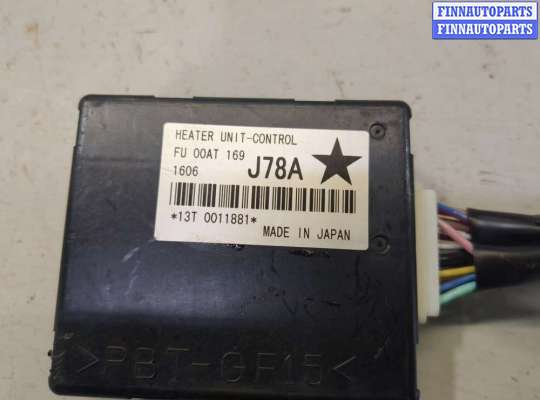 FINNAUTOPARTS
FINNAUTOPARTS
HEATER UNIT-CONTROL
FU 00AT 169
1606
J78A
*13T 0011881*
MADE IN JAPAN
>PBT-GF15<